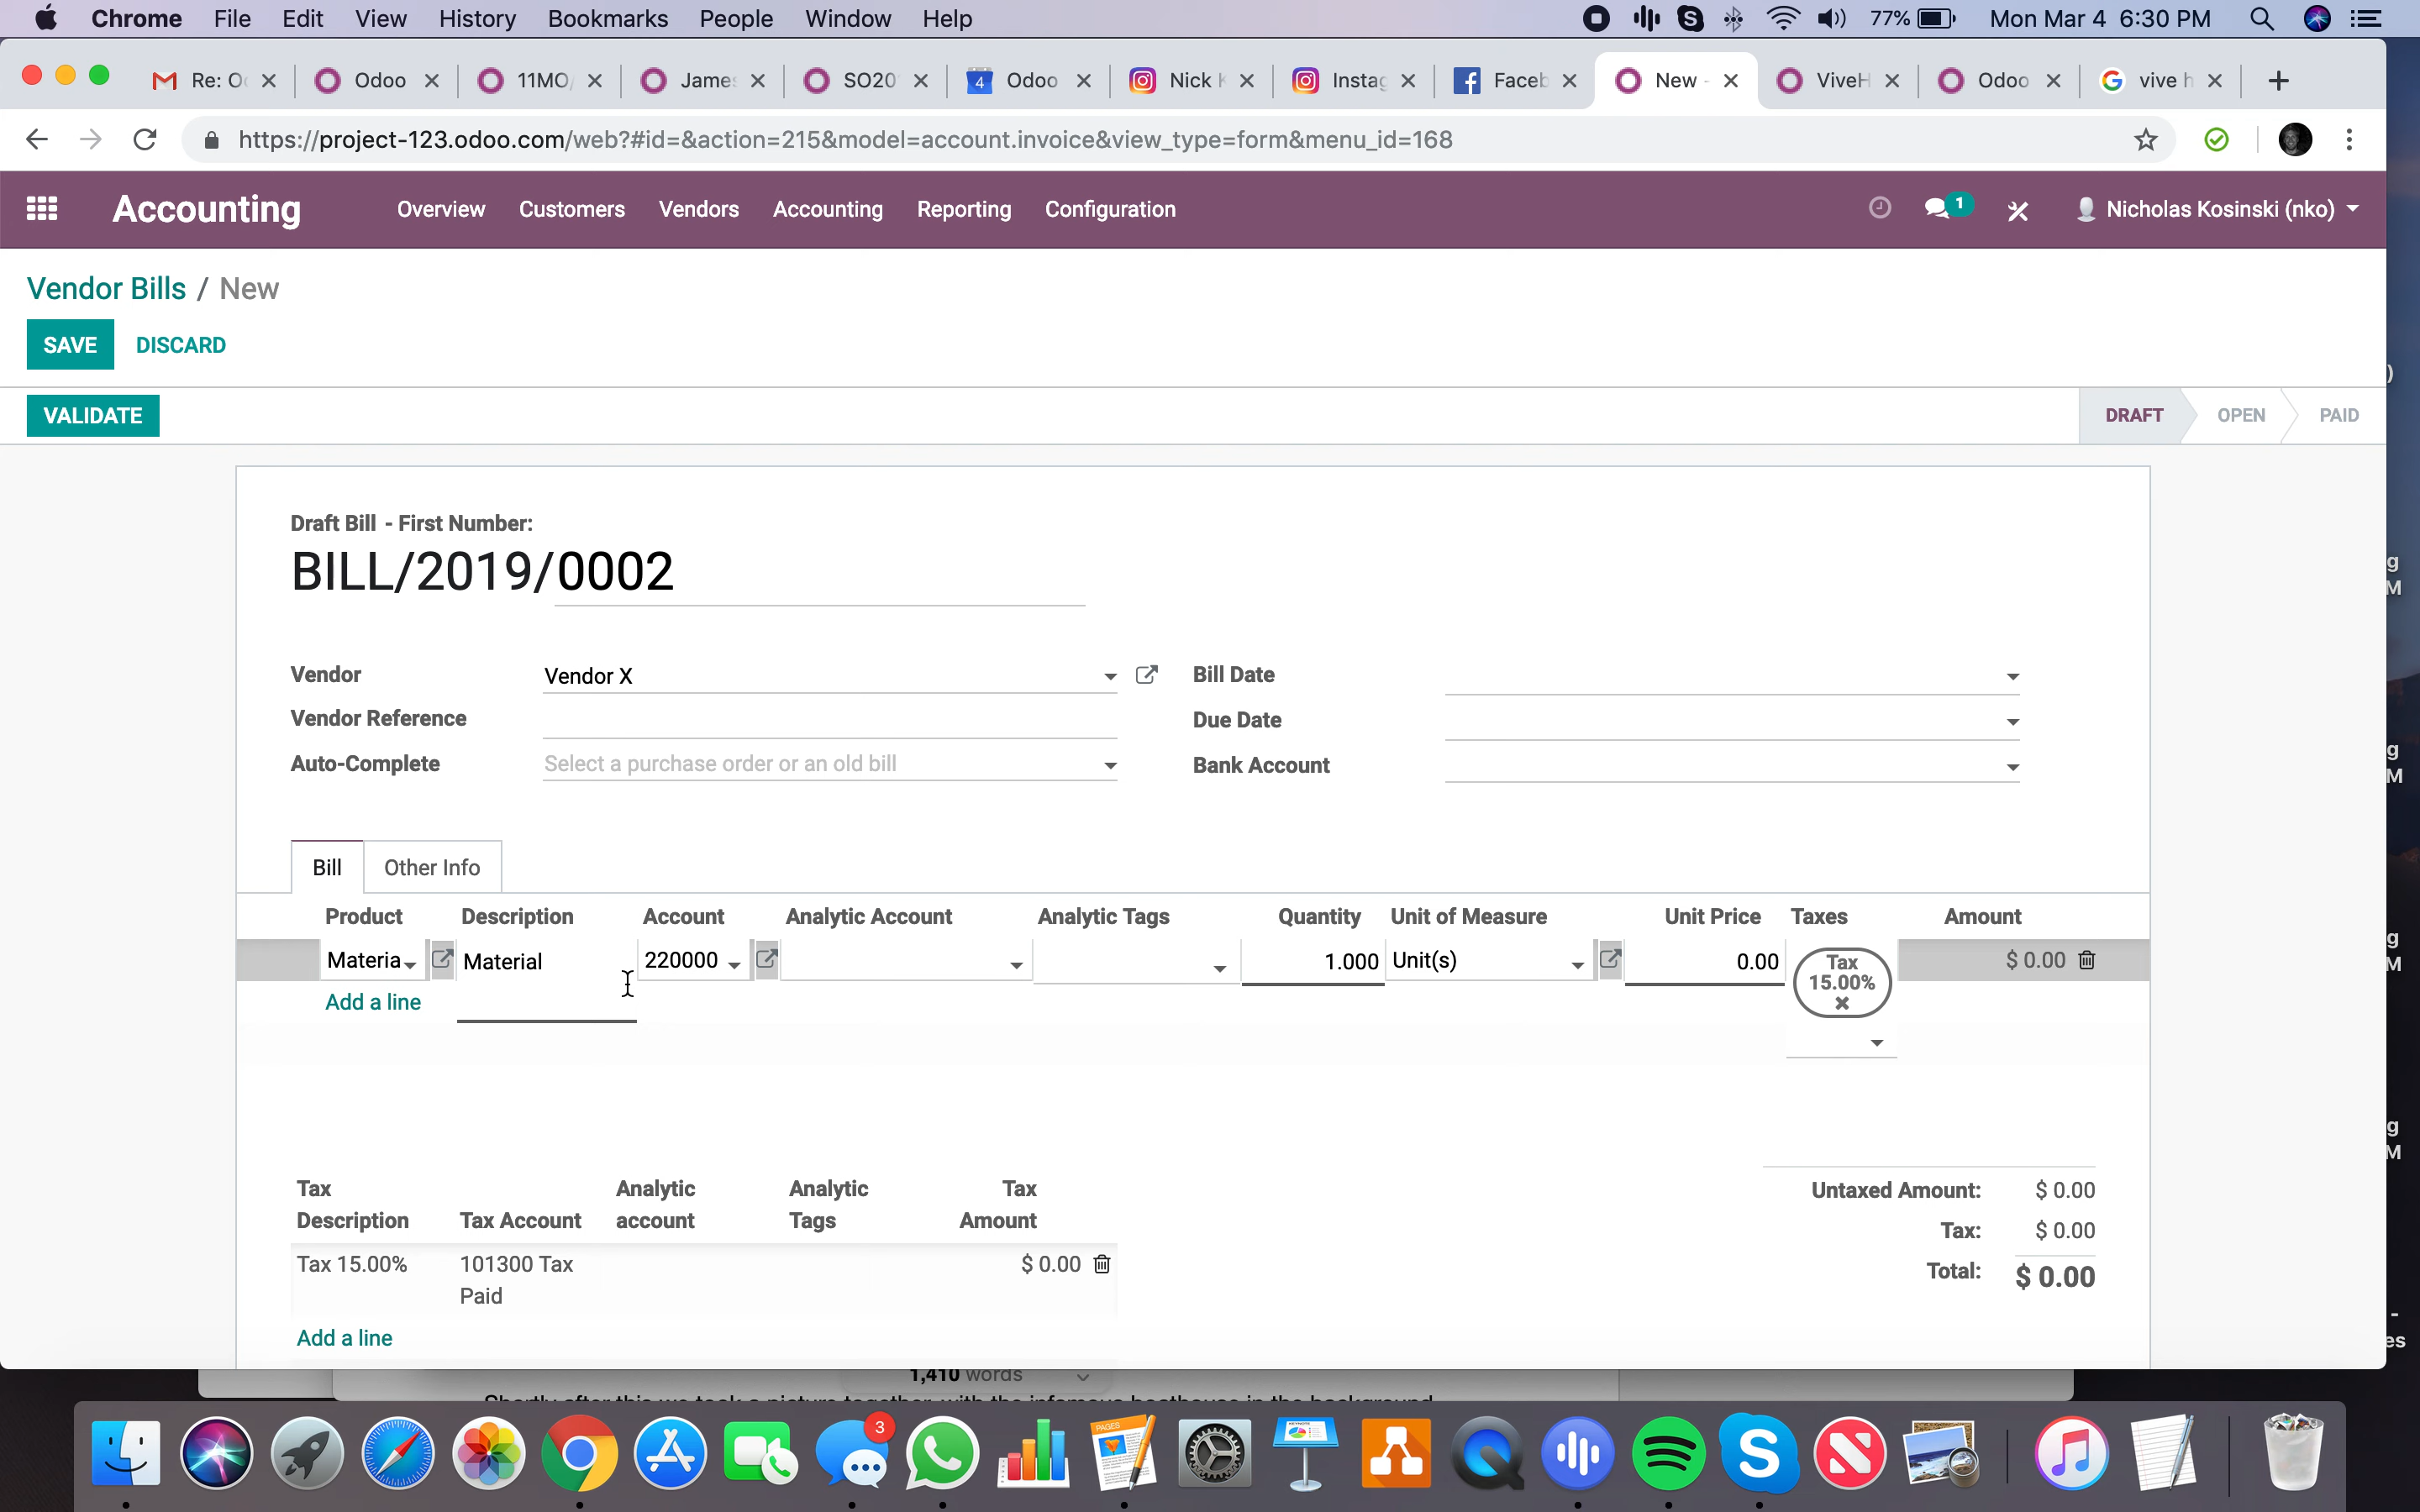 Chrome File Edit View History Bookmarks People Window Help 77% Mon Mar 4 6:30 PM
Re: O Odoo 11MO/ James SO20 4 Odoo Nick K Instag Faceb New - ViveH Odoo vive h
https://project-123.odoo.com/web?#id=&action=215&model=account.invoice&view_type=form&menu_id=168
Accounting Overview Customers Vendors Accounting Reporting Configuration 1 Nicholas Kosinski (nko)
Vendor Bills / New
SAVE DISCARD
VALIDATE DRAFT OPEN PAID
Draft Bill - First Number:
BILL/2019/0002
Vendor Vendor X Bill Date
Vendor Reference Due Date
Auto-Complete Select a purchase order or an old bill Bank Account
Bill Other Info
Product Description Account Analytic Account Analytic Tags Quantity Unit of Measure Unit Price Taxes Amount
Materia Material 220000 1.000 Unit(s) 0.00 Tax 15.00% $ 0.00
Add a line
Tax Description Tax Account Analytic account Analytic Tags Tax Amount
Tax 15.00% 101300 Tax Paid $ 0.00
Add a line
Untaxed Amount: $ 0.00
Tax: $ 0.00
Total: $ 0.00
1,410 words
3
PAGES